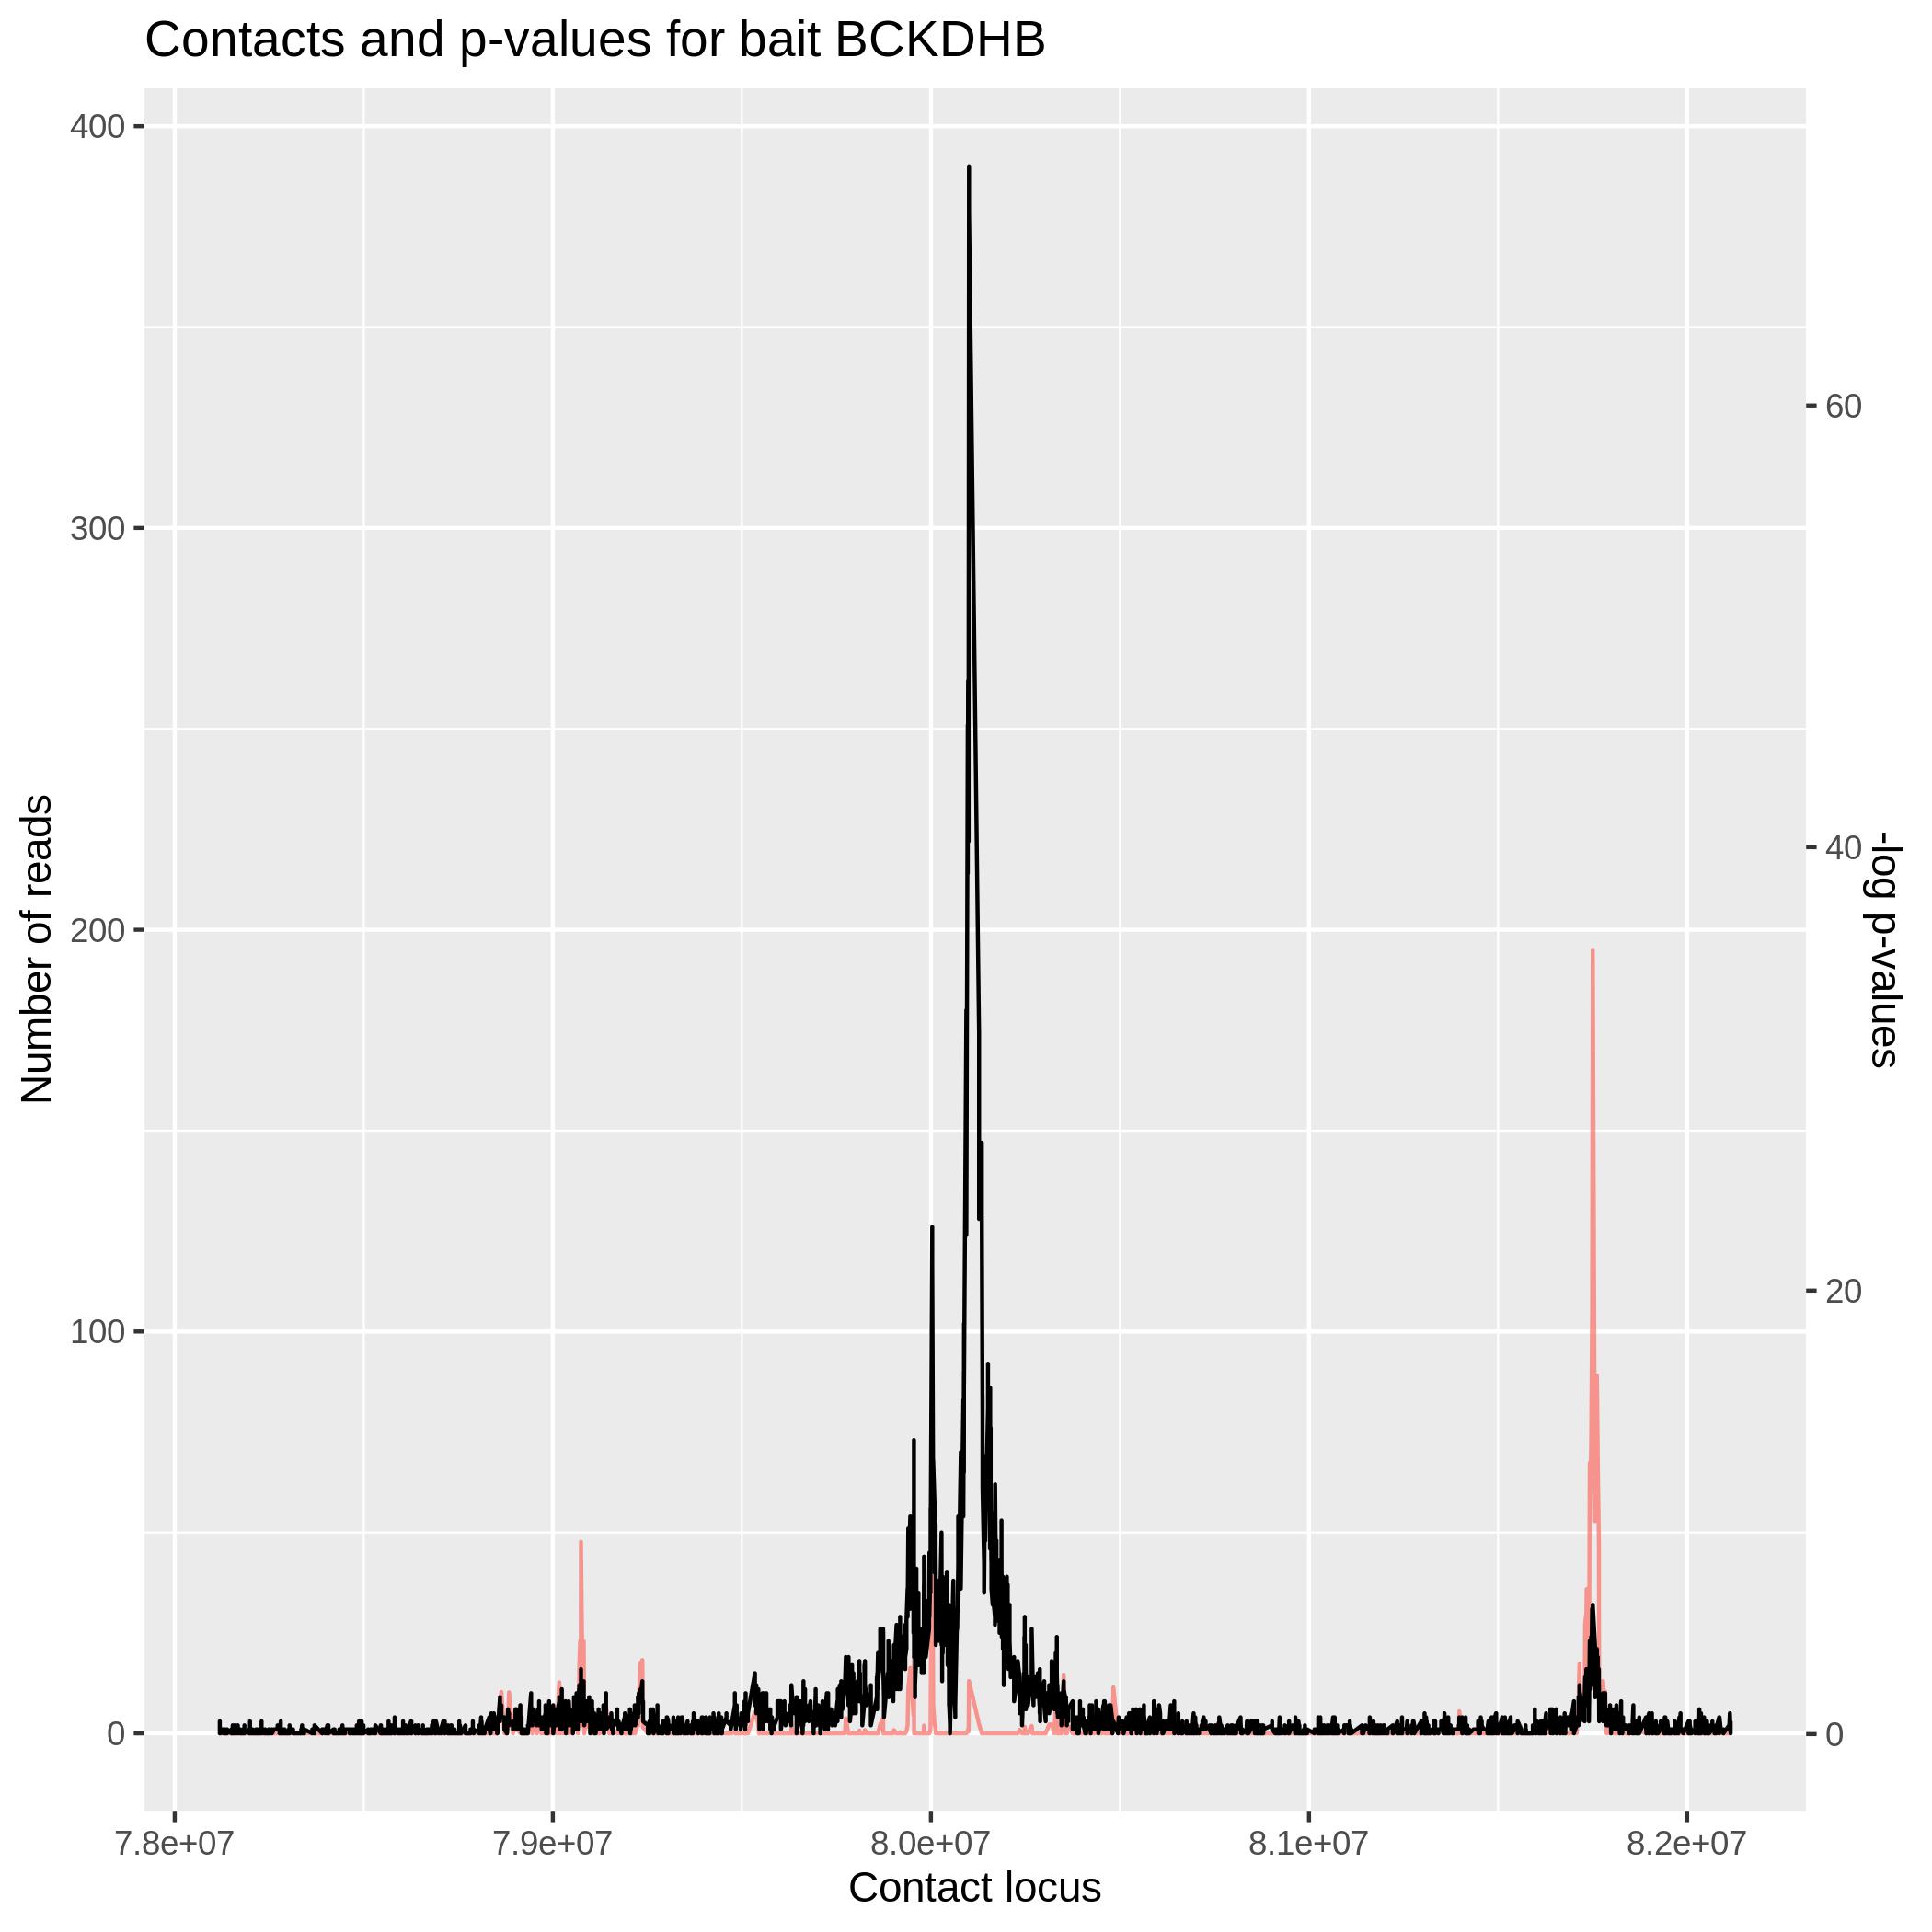 Contacts and p-values for bait BCKDHB
400
300
200
100
0
Number of reads
60
40
20
0
-log p-values
7.8e+07
7.9e+07
8.0e+07
8.1e+07
8.2e+07
Contact locus